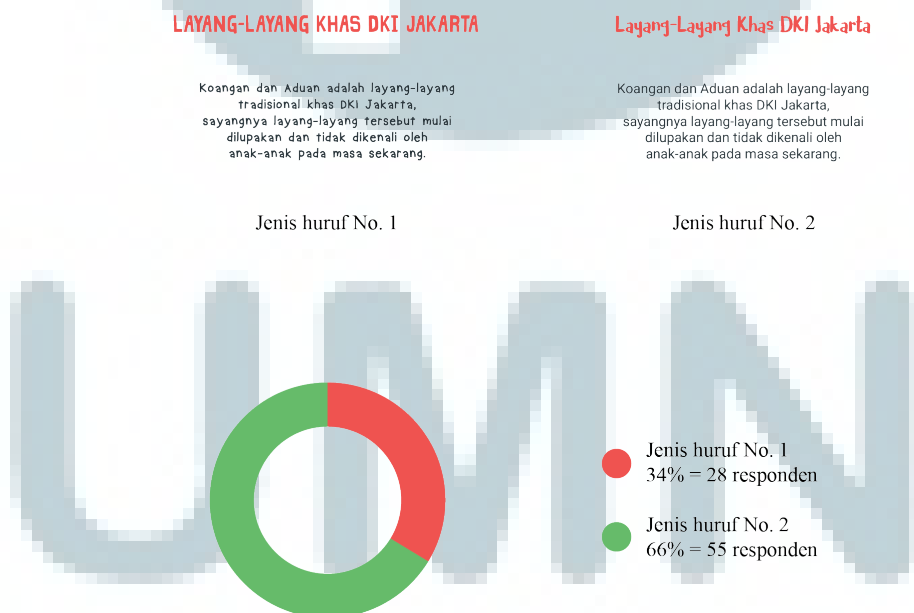 LAYANG-LAYANG KHAS DKI JAKARTA
Koangan dan Aduan adalah layang-layang
tradisional khas DKI Jakarta,
sayangnya layang-layang tersebut mulai
dilupakan dan tidak dikenali oleh
anak-anak pada masa sekarang.
Jenis huruf No. 1
Layang-Layang Khas DKI Jakarta
Koangan dan Aduan adalah layang-layang
tradisional khas DKI Jakarta,
sayangnya layang-layang tersebut mulai
dilupakan dan tidak dikenali oleh
anak-anak pada masa sekarang.
Jenis huruf No. 2
Jenis huruf No. 1
34% = 28 responden
Jenis huruf No. 2
66% = 55 responden
UMN